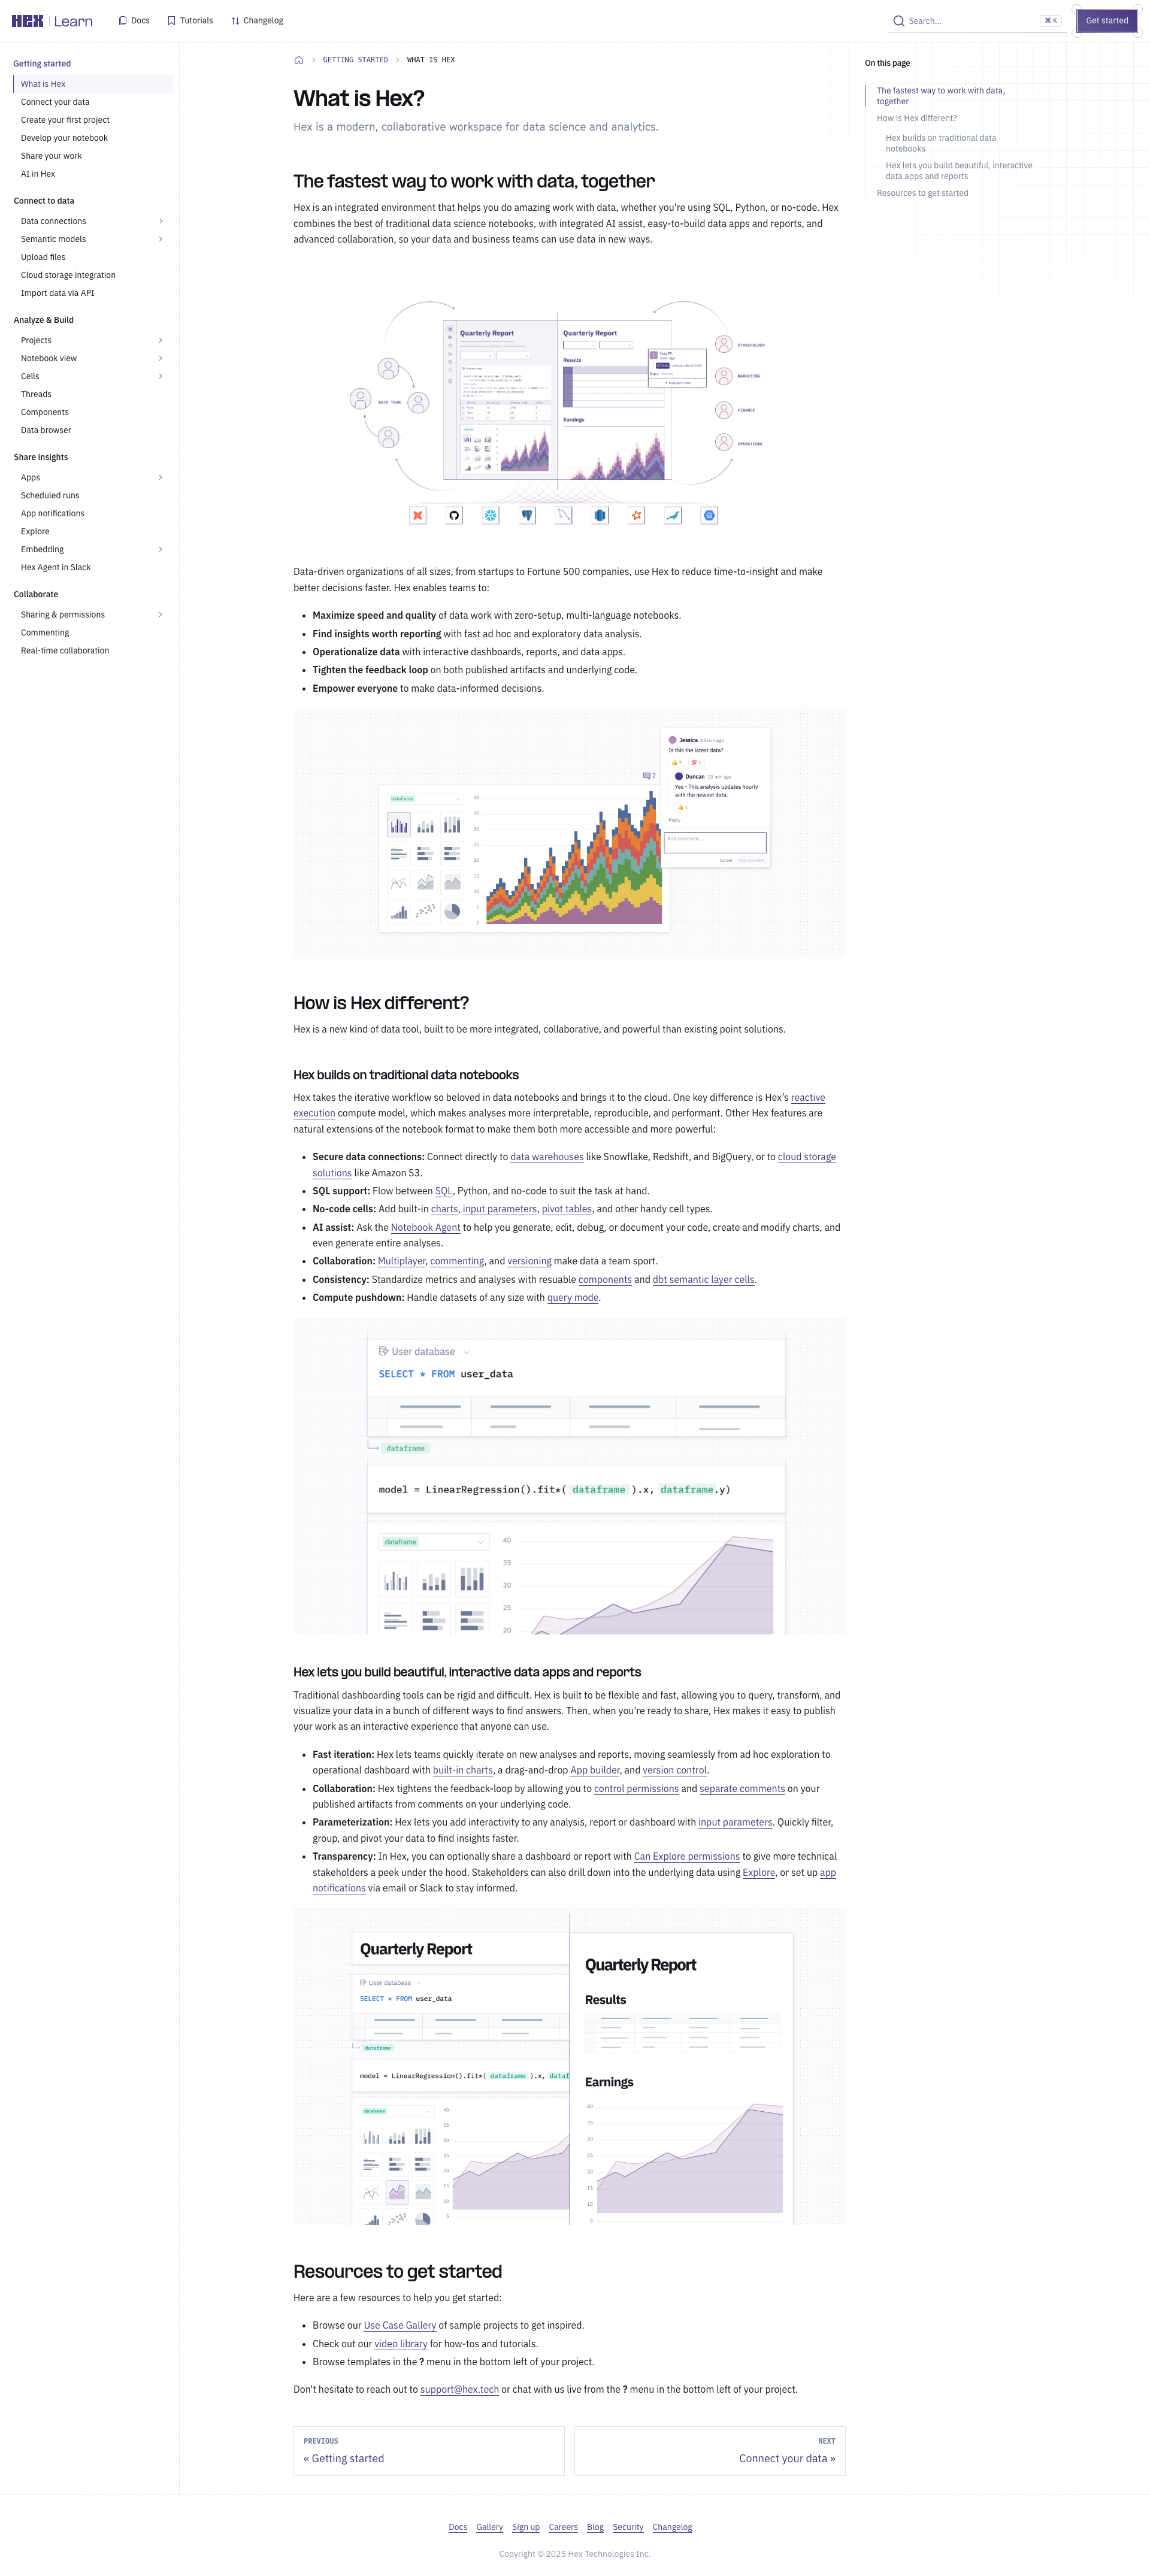 HEX Learn
Docs
Tutorials
Changelog
Search...
⌘ K
Get started
Getting started
What is Hex
Connect your data
Create your first project
Develop your notebook
Share your work
AI in Hex
Connect to data
Data connections
Semantic models
Upload files
Cloud storage integration
Import data via API
Analyze & Build
Projects
Notebook view
Cells
Threads
Components
Data browser
Share insights
Apps
Scheduled runs
App notifications
Explore
Embedding
Hex Agent in Slack
Collaborate
Sharing & permissions
Commenting
Real-time collaboration
GETTING STARTED > WHAT IS HEX
What is Hex?
Hex is a modern, collaborative workspace for data science and analytics.
The fastest way to work with data, together
Hex is an integrated environment that helps you do amazing work with data, whether you're using SQL, Python, or no-code. Hex
combines the best of traditional data science notebooks, with integrated AI assist, easy-to-build data apps and reports, and
advanced collaboration, so your data and business teams can use data in new ways.
Quarterly Report
Quarterly Report
Results
Earnings
DATA TEAM
STAKEHOLDER
MARKETING
FINANCE
OPERATIONS
Data-driven organizations of all sizes, from startups to Fortune 500 companies, use Hex to reduce time-to-insight and make
better decisions faster. Hex enables teams to:
• Maximize speed and quality of data work with zero-setup, multi-language notebooks.
• Find insights worth reporting with fast ad hoc and exploratory data analysis.
• Operationalize data with interactive dashboards, reports, and data apps.
• Tighten the feedback loop on both published artifacts and underlying code.
• Empower everyone to make data-informed decisions.
dataframe
40
35
30
25
20
15
10
5
0
2
Jessica 12 min ago
Is this the latest data?
👍 1 💯 1
Duncan 23 min ago
Yes - This analysis updates hourly
with the newest data.
👍 1
Reply
Add comment...
Cancel Add comment
How is Hex different?
Hex is a new kind of data tool, built to be more integrated, collaborative, and powerful than existing point solutions.
Hex builds on traditional data notebooks
Hex takes the iterative workflow so beloved in data notebooks and brings it to the cloud. One key difference is Hex's reactive
execution compute model, which makes analyses more interpretable, reproducible, and performant. Other Hex features are
natural extensions of the notebook format to make them both more accessible and more powerful:
• Secure data connections: Connect directly to data warehouses like Snowflake, Redshift, and BigQuery, or to cloud storage
solutions like Amazon S3.
• SQL support: Flow between SQL, Python, and no-code to suit the task at hand.
• No-code cells: Add built-in charts, input parameters, pivot tables, and other handy cell types.
• AI assist: Ask the Notebook Agent to help you generate, edit, debug, or document your code, create and modify charts, and
even generate entire analyses.
• Collaboration: Multiplayer, commenting, and versioning make data a team sport.
• Consistency: Standardize metrics and analyses with resuable components and dbt semantic layer cells.
• Compute pushdown: Handle datasets of any size with query mode.
User database
SELECT * FROM user_data
dataframe
model = LinearRegression().fit*( dataframe ).x, dataframe.y)
dataframe
40
35
30
25
20
Hex lets you build beautiful, interactive data apps and reports
Traditional dashboarding tools can be rigid and difficult. Hex is built to be flexible and fast, allowing you to query, transform, and
visualize your data in a bunch of different ways to find answers. Then, when you're ready to share, Hex makes it easy to publish
your work as an interactive experience that anyone can use.
• Fast iteration: Hex lets teams quickly iterate on new analyses and reports, moving seamlessly from ad hoc exploration to
operational dashboard with built-in charts, a drag-and-drop App builder, and version control.
• Collaboration: Hex tightens the feedback-loop by allowing you to control permissions and separate comments on your
published artifacts from comments on your underlying code.
• Parameterization: Hex lets you add interactivity to any analysis, report or dashboard with input parameters. Quickly filter,
group, and pivot your data to find insights faster.
• Transparency: In Hex, you can optionally share a dashboard or report with Can Explore permissions to give more technical
stakeholders a peek under the hood. Stakeholders can also drill down into the underlying data using Explore, or set up app
notifications via email or Slack to stay informed.
Quarterly Report
User database
SELECT * FROM user_data
dataframe
model = LinearRegression().fit*( dataframe ).x, dataf
dataframe
40
35
30
25
20
15
10
5
Quarterly Report
Results
Earnings
40
35
30
25
20
15
10
5
Resources to get started
Here are a few resources to help you get started:
• Browse our Use Case Gallery of sample projects to get inspired.
• Check out our video library for how-tos and tutorials.
• Browse templates in the ? menu in the bottom left of your project.
Don't hesitate to reach out to support@hex.tech or chat with us live from the ? menu in the bottom left of your project.
PREVIOUS
« Getting started
NEXT
Connect your data »
On this page
The fastest way to work with data,
together
How is Hex different?
Hex builds on traditional data
notebooks
Hex lets you build beautiful, interactive
data apps and reports
Resources to get started
Docs Gallery Sign up Careers Blog Security Changelog
Copyright © 2025 Hex Technologies Inc.